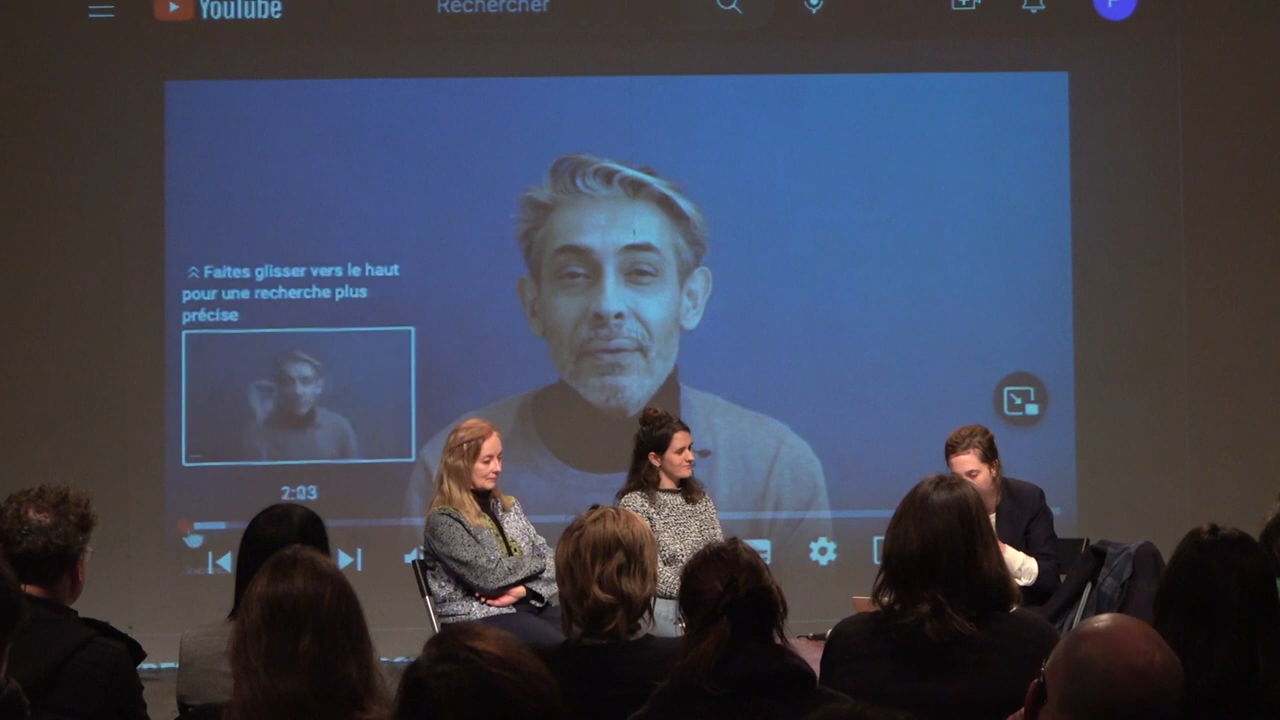 YouTube
Rechercher
P
Faites glisser vers le haut
pour une recherche plus
précise
2:03